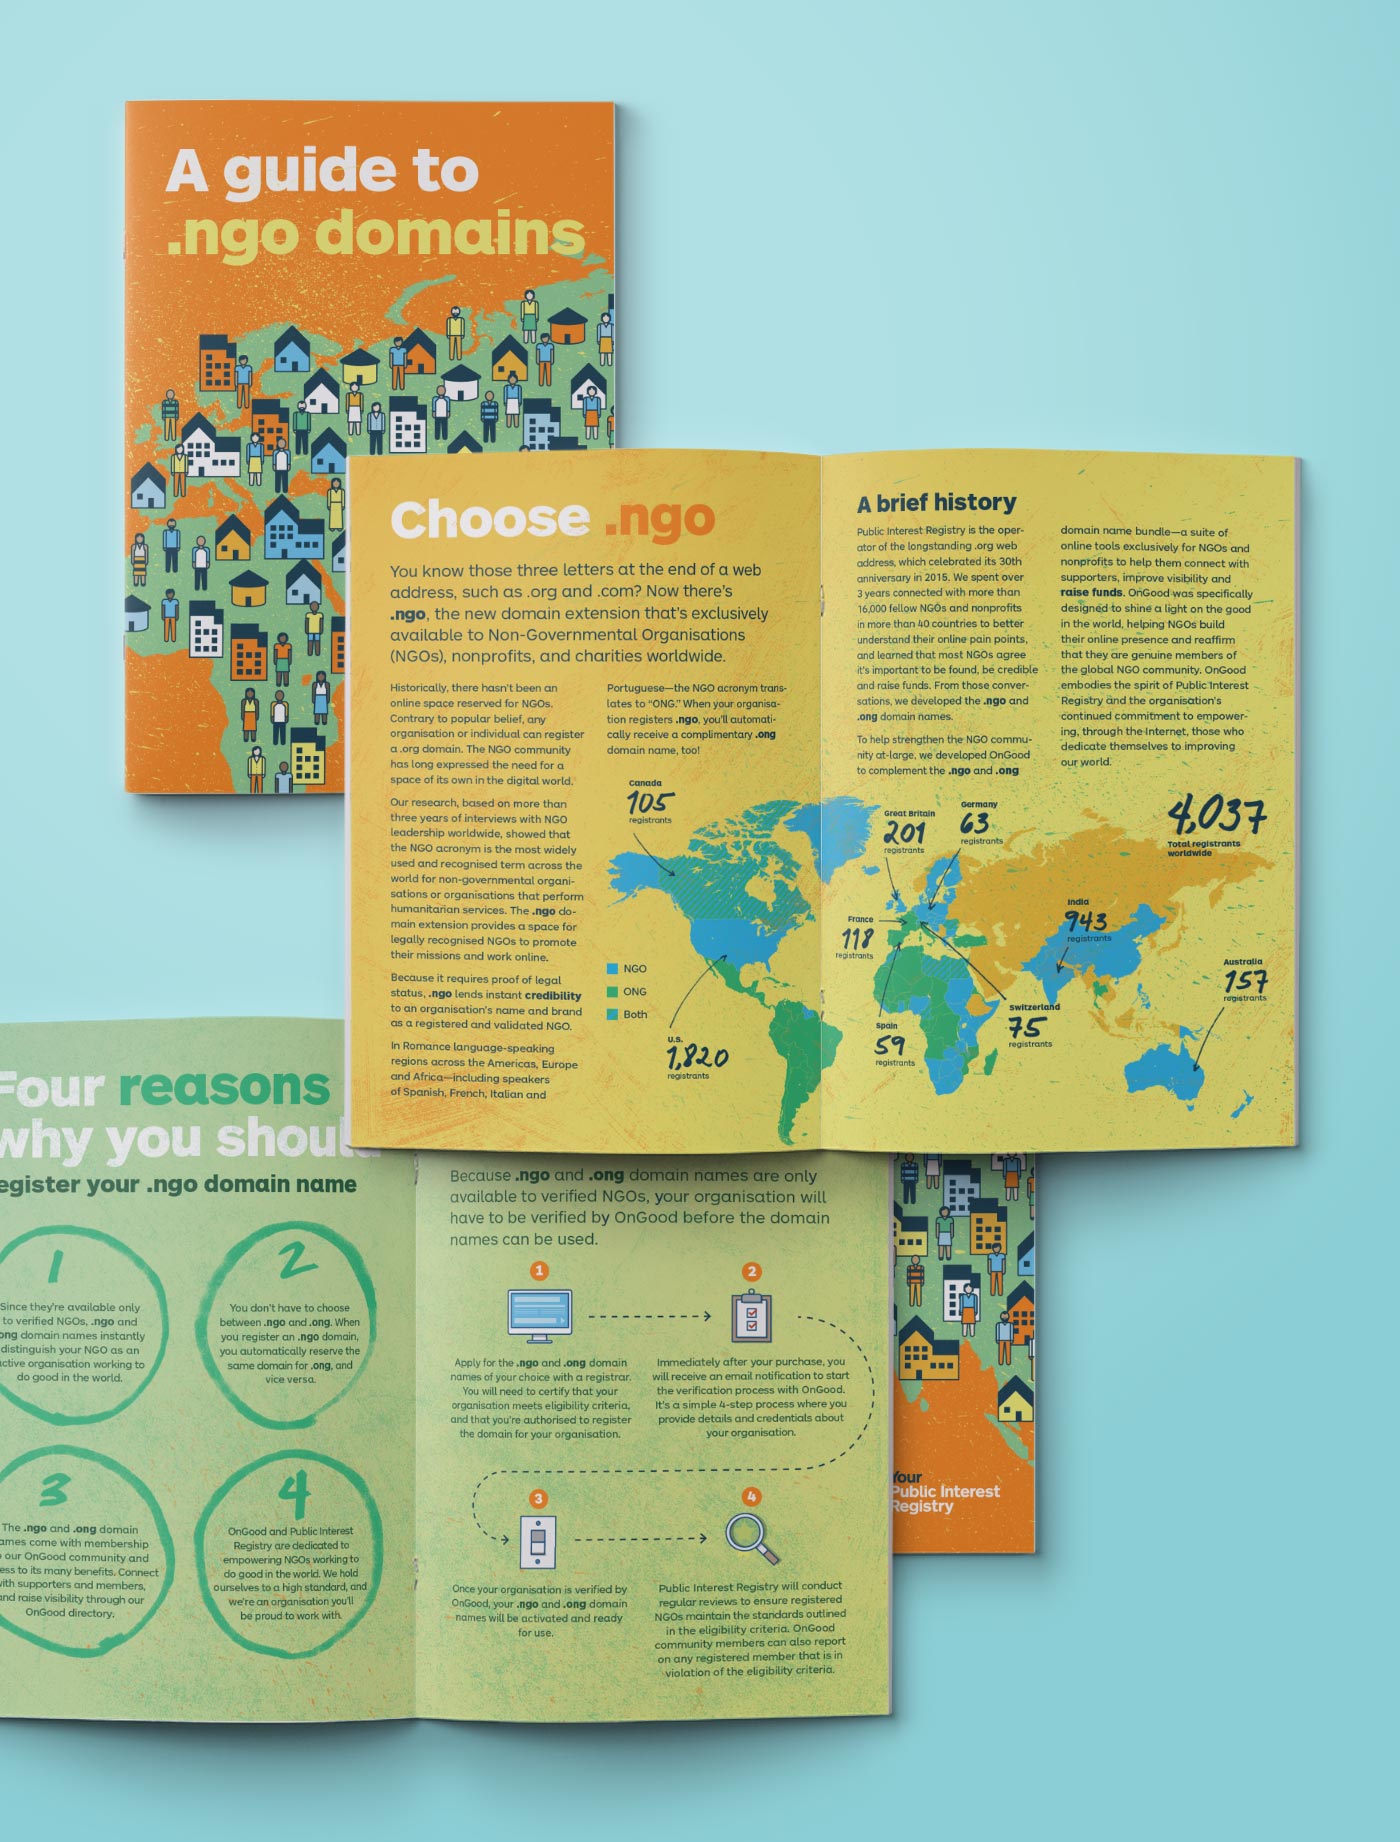 A guide to
.ngo domains
Choose .ngo
You know those three letters at the end of a web
address, such as .org and .com? Now there's
.ngo, the new domain extension that's exclusively
available to Non-Governmental Organisations
(NGOs), nonprofits, and charities worldwide.
Historically, there hasn't been an
online space reserved for NGOs.
Contrary to popular belief, any
organisation or individual can register
a .org domain. The NGO community
has long expressed the need for a
space of its own in the digital world.
Our research, based on more than
three years of interviews with NGO
leadership worldwide, showed that
the NGO acronym is the most widely
used and recognised term across the
world for non-governmental organi-
sations or organisations that perform
humanitarian services. The .ngo do-
main extension provides a space for
legally recognised NGOs to promote
their missions and work online.
Because it requires proof of legal
status, .ngo lends instant credibility
to an organisation's name and brand
as a registered and validated NGO.
In Romance language-speaking
regions across the Americas, Europe
and Africa—including speakers
of Spanish, French, Italian and
Portuguese—the NGO acronym trans-
lates to "ONG." When your organisa-
tion registers .ngo, you'll automati-
cally receive a complimentary .ong
domain name, too!
Canada
105
registrants
NGO
ONG
Both
U.S.
1,820
registrants
A brief history
Public Interest Registry is the oper-
ator of the longstanding .org web
address, which celebrated its 30th
anniversary in 2015. We spent over
3 years connected with more than
16,000 fellow NGOs and nonprofits
in more than 40 countries to better
understand their online pain points,
and learned that most NGOs agree
it's important to be found, be credible
and raise funds. From those conver-
sations, we developed the .ngo and
.ong domain names.
To help strengthen the NGO commu-
nity at-large, we developed OnGood
to complement the .ngo and .ong
domain name bundle—a suite of
online tools exclusively for NGOs and
nonprofits to help them connect with
supporters, improve visibility and
raise funds. OnGood was specifically
designed to shine a light on the good
in the world, helping NGOs build
their online presence and reaffirm
that they are genuine members of
the global NGO community. OnGood
embodies the spirit of Public Interest
Registry and the organisation's
continued commitment to empower-
ing, through the Internet, those who
dedicate themselves to improving
our world.
Great Britain
201
registrants
Germany
63
registrants
4,037
Total registrants
worldwide
France
118
registrants
India
943
registrants
Australia
157
registrants
Switzerland
75
registrants
Spain
59
registrants
Four reasons
why you should
egister your .ngo domain name
1
Since they're available only
to verified NGOs, .ngo and
ong domain names instantly
distinguish your NGO as an
active organisation working to
do good in the world.
2
You don't have to choose
between .ngo and .ong. When
you register an .ngo domain,
you automatically reserve the
same domain for .ong, and
vice versa.
3
The .ngo and .ong domain
ames come with membership
our OnGood community and
ess to its many benefits. Connect
ith supporters and members,
nd raise visibility through our
OnGood directory.
4
OnGood and Public Interest
Registry are dedicated to
empowering NGOs working to
do good in the world. We hold
ourselves to a high standard, and
we're an organisation you'll
be proud to work with.
Because .ngo and .ong domain names are only
available to verified NGOs, your organisation will
have to be verified by OnGood before the domain
names can be used.
1
Apply for the .ngo and .ong domain
names of your choice with a registrar.
You will need to certify that your
organisation meets eligibility criteria,
and that you're authorised to register
the domain for your organisation.
2
Immediately after your purchase, you
will receive an email notification to start
the verification process with OnGood.
It's a simple 4-step process where you
provide details and credentials about
your organisation.
3
Once your organisation is verified by
OnGood, your .ngo and .ong domain
names will be activated and ready
for use.
4
Public Interest Registry will conduct
regular reviews to ensure registered
NGOs maintain the standards outlined
in the eligibility criteria. OnGood
community members can also report
on any registered member that is in
violation of the eligibility criteria.
Your
Public Interest
Registry